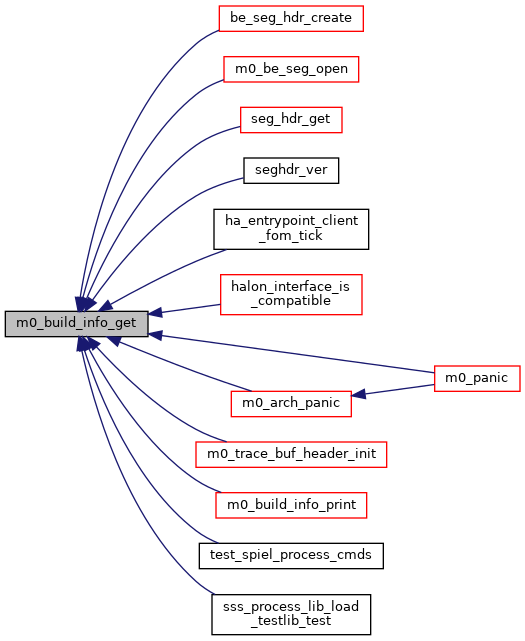 be_seg_hdr_create
m0_be_seg_open
seg_hdr_get
seghdr_ver
ha_entrypoint_client
_fom_tick
halon_interface_is
_compatible
m0_build_info_get
m0_panic
m0_arch_panic
m0_trace_buf_header_init
m0_build_info_print
test_spiel_process_cmds
sss_process_lib_load
_testlib_test